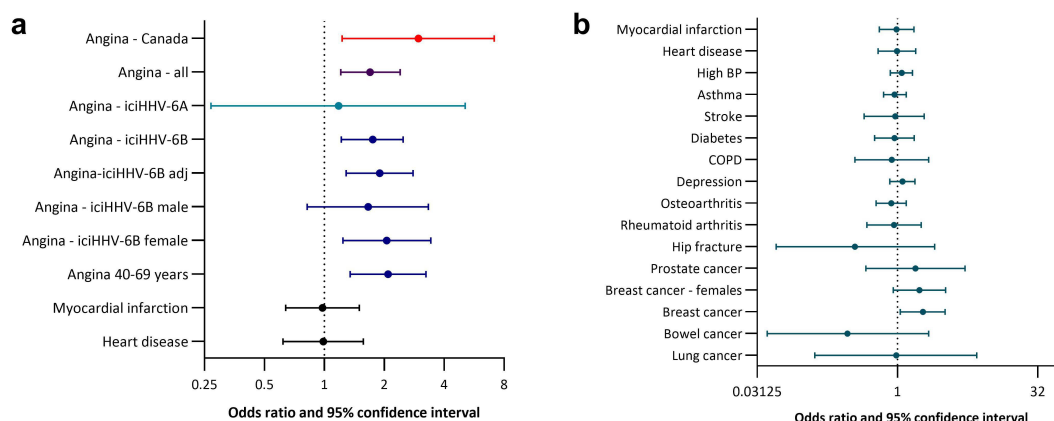 a
Angina - Canada
Angina - all
Angina - iciHHV-6A
Angina - iciHHV-6B
Angina-iciHHV-6B adj
Angina - iciHHV-6B male
Angina - iciHHV-6B female
Angina 40-69 years
Myocardial infarction
Heart disease
0.25 0.5 1 2 4 8
Odds ratio and 95% confidence interval
b
Myocardial infarction
Heart disease
High BP
Asthma
Stroke
Diabetes
COPD
Depression
Osteoarthritis
Rheumatoid arthritis
Hip fracture
Prostate cancer
Breast cancer - females
Breast cancer
Bowel cancer
Lung cancer
0.03125 1 32
Odds ratio and 95% confidence interval